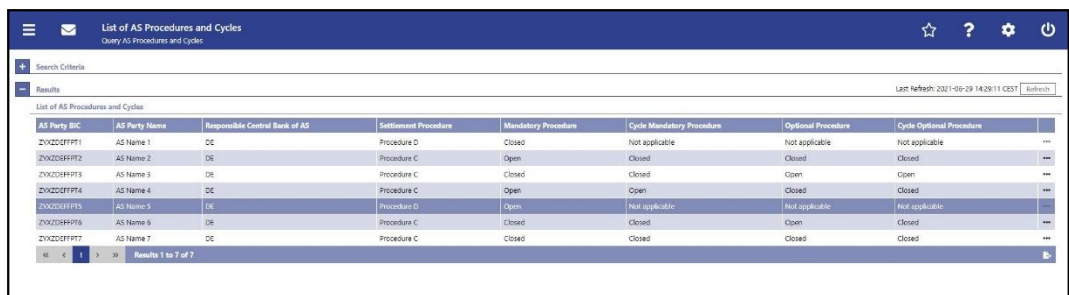 List of AS Procedures and Cycles
Query AS Procedures and Cycles
Search Criteria
Results Last Refresh: 2021-06-29 14:29:11 CEST Refresh
List of AS Procedures and Cycles
AS Party BIC AS Party Name Responsible Central Bank of AS Settlement Procedure Mandatory Procedure Cycle Mandatory Procedure Optional Procedure Cycle Optional Procedure
ZYXZDEFFPT1 AS Name 1 DE Procedure D Closed Not applicable Not applicable Not applicable ...
ZYXZDEFFPT2 AS Name 2 DE Procedure C Open Closed Closed Closed ...
ZYXZDEFFPT3 AS Name 3 DE Procedure C Closed Closed Open Open ...
ZYXZDEFFPT4 AS Name 4 DE Procedure C Open Open Closed Closed ...
ZYXZDEFFPT5 AS Name 5 DE Procedure D Open Not applicable Not applicable Not applicable ...
ZYXZDEFFPT6 AS Name 6 DE Procedure C Closed Closed Open Closed ...
ZYXZDEFFPT7 AS Name 7 DE Procedure C Closed Closed Closed Closed ...
« < 1 > » Results 1 to 7 of 7